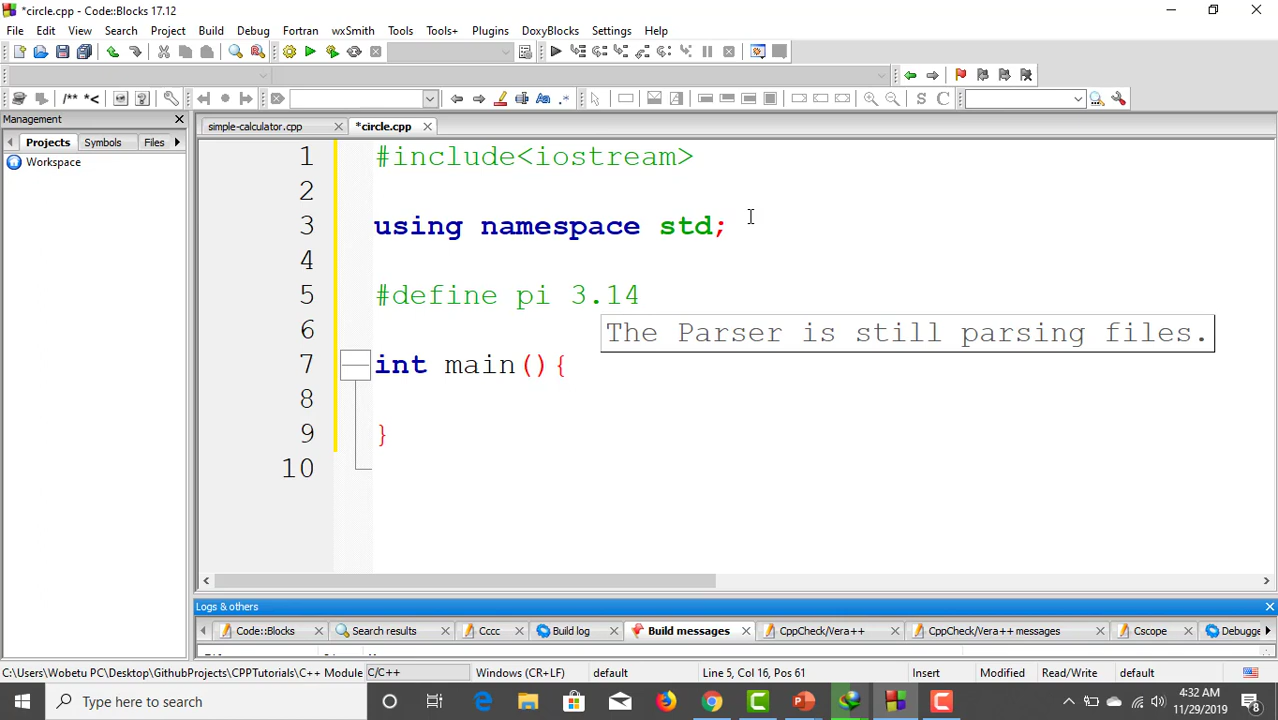 *circle.cpp - Code::Blocks 17.12
File Edit View Search Project Build Debug Fortran wxSmith Tools Tools+ Plugins DoxyBlocks Settings Help
/** *<
S C
Management
simple-calculator.cpp *circle.cpp
Projects Symbols Files
Workspace
1 #include<iostream>
2
3 using namespace std;
4
5 #define pi 3.14
6
The Parser is still parsing files.
7 int main(){
8
9 }
10
Logs & others
Code::Blocks Search results Cccc Build log Build messages CppCheck/Vera++ CppCheck/Vera++ messages Cscope Debugge
C:\Users\Wobetu PC\Desktop\GithubProjects\CPPTutorials\C++ Module C/C++ Windows (CR+LF) default Line 5, Col 16, Pos 61 Insert Modified Read/Write default
Type here to search
4:32 AM
11/29/2019
8